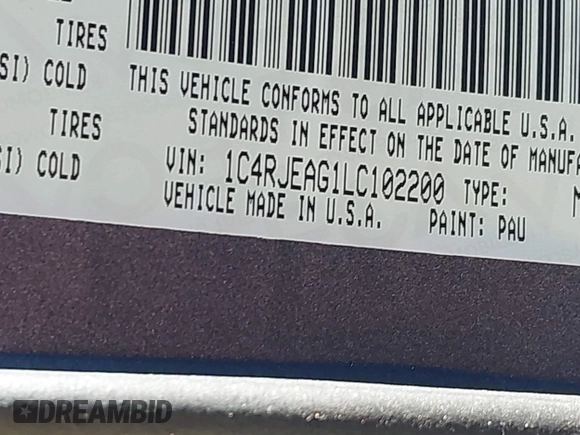 TIRES
SI) COLD
THIS VEHICLE CONFORMS TO ALL APPLICABLE U.S.A.
TIRES
STANDARDS IN EFFECT ON THE DATE OF MANUFA
SI) COLD
VIN: 1C4RJEAG1LC102200 TYPE: M
VEHICLE MADE IN U.S.A. PAINT: PAU
DREAMBID